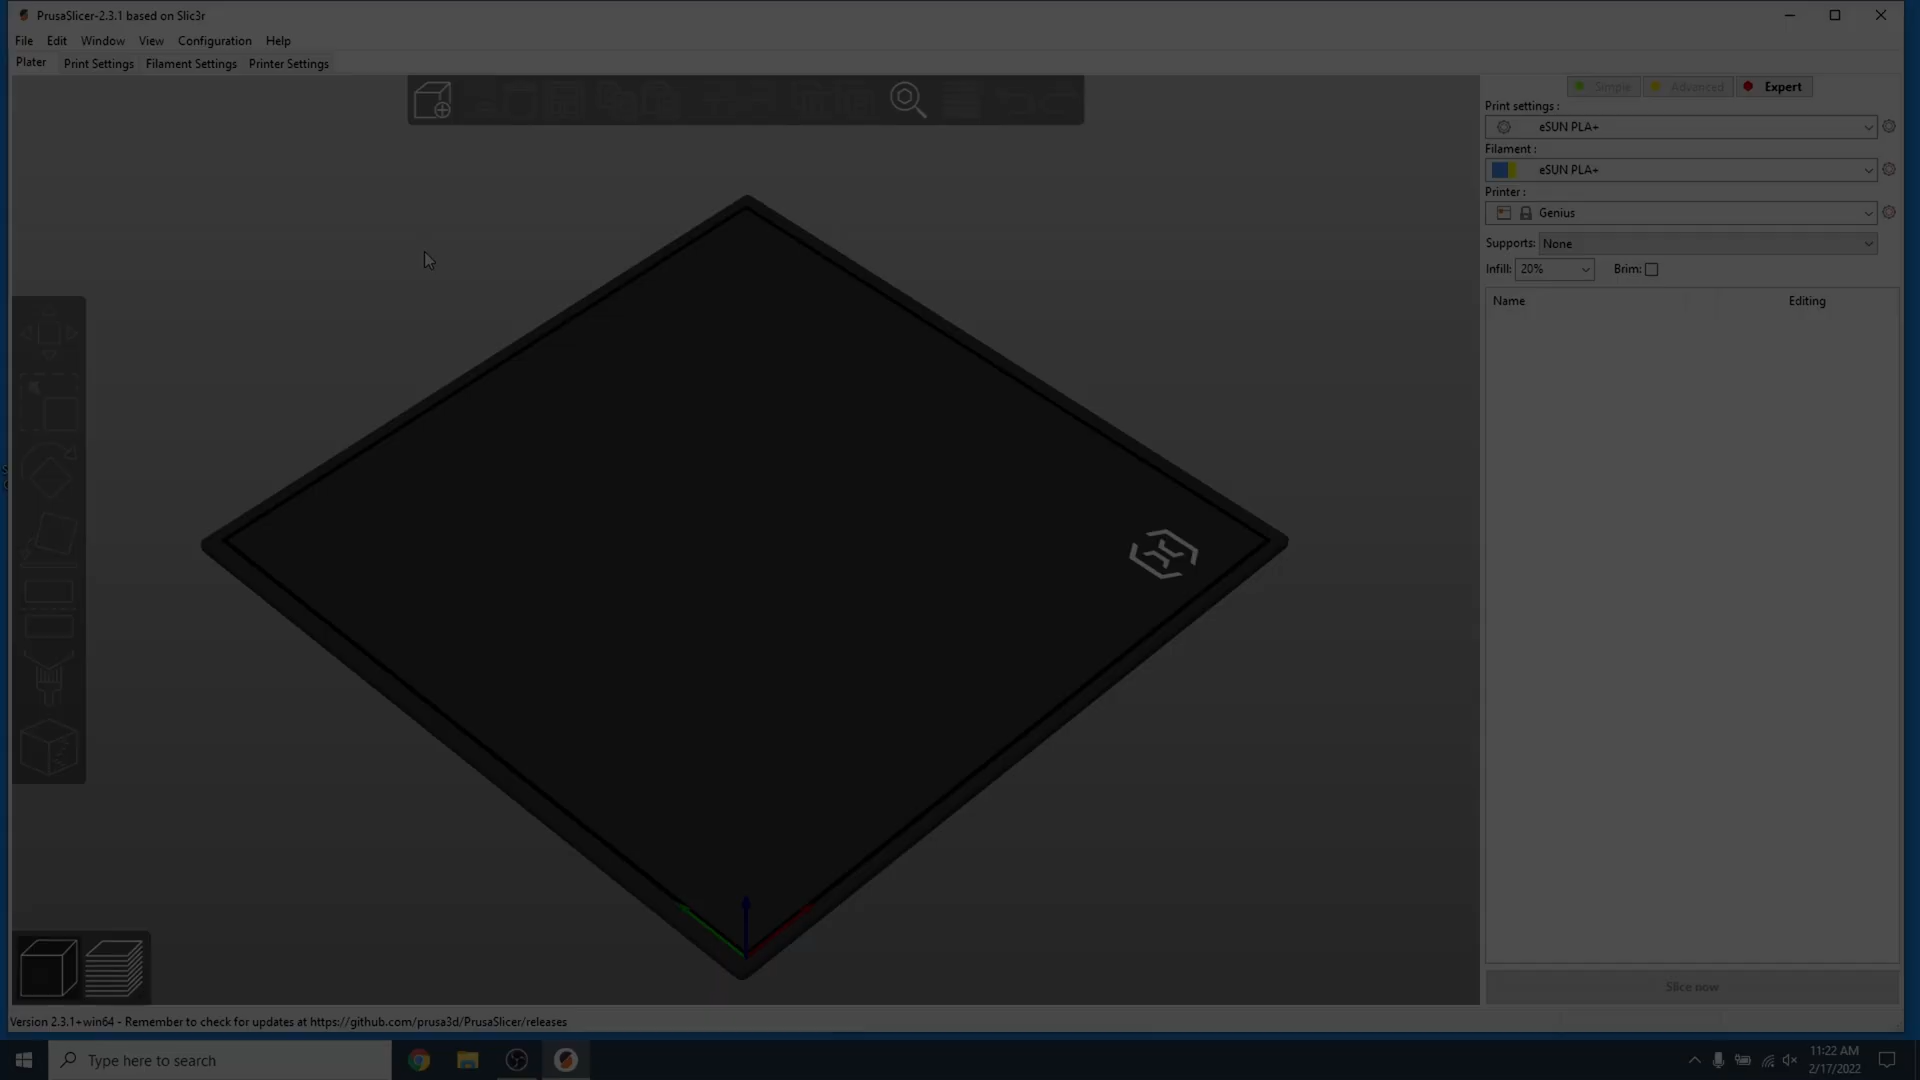 PrusaSlicer-2.3.1 based on Slic3r
File Edit Window View Configuration Help
Plater Print Settings Filament Settings Printer Settings
Simple Advanced Expert
Print settings :
eSUN PLA+
Filament :
eSUN PLA+
Printer :
Genius
Supports: None
Infill: 20% Brim:
Name Editing
Slice now
Version 2.3.1+win64 - Remember to check for updates at https://github.com/prusa3d/PrusaSlicer/releases
Type here to search
11:22 AM
2/17/2022